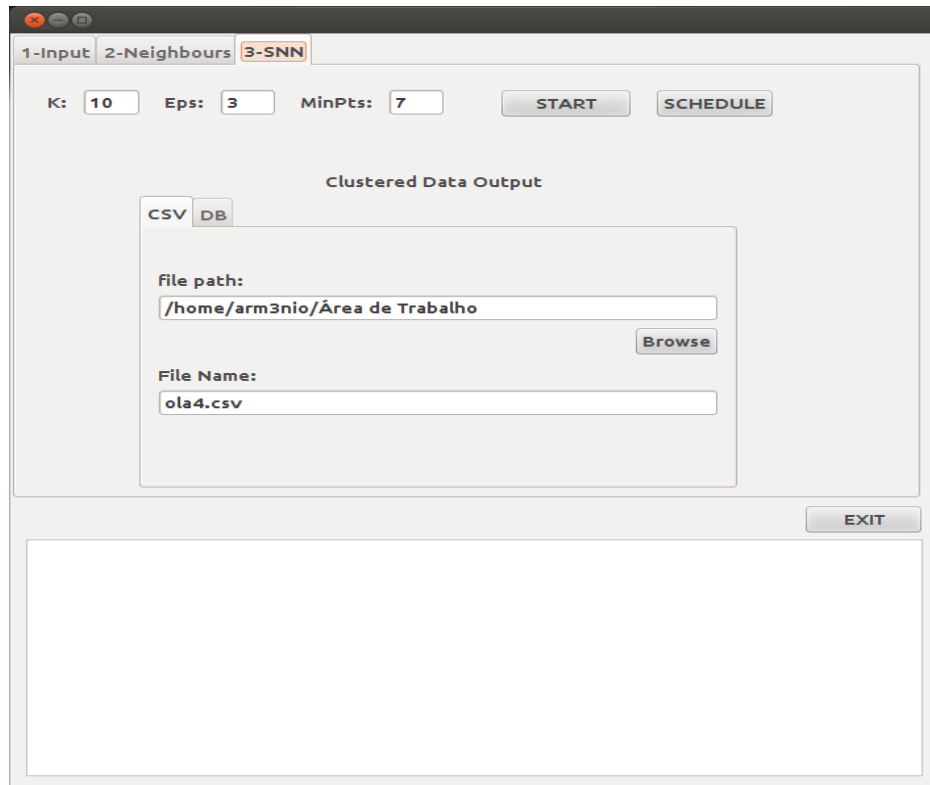 1-Input 2-Neighbours 3-SNN
K: 10 Eps: 3 MinPts: 7 START SCHEDULE
Clustered Data Output
CSV DB
file path:
/home/arm3nio/Área de Trabalho
Browse
File Name:
ola4.csv
EXIT